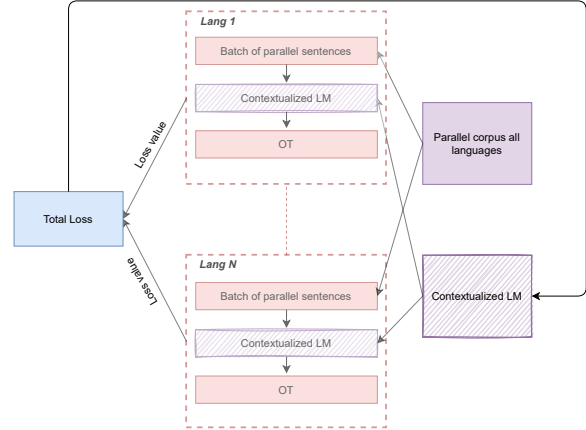 Lang 1
Batch of parallel sentences
Contextualized LM
OT
Loss value
Parallel corpus all
languages
Total Loss
Lang N
Batch of parallel sentences
Contextualized LM
Contextualized LM
OT
Loss value